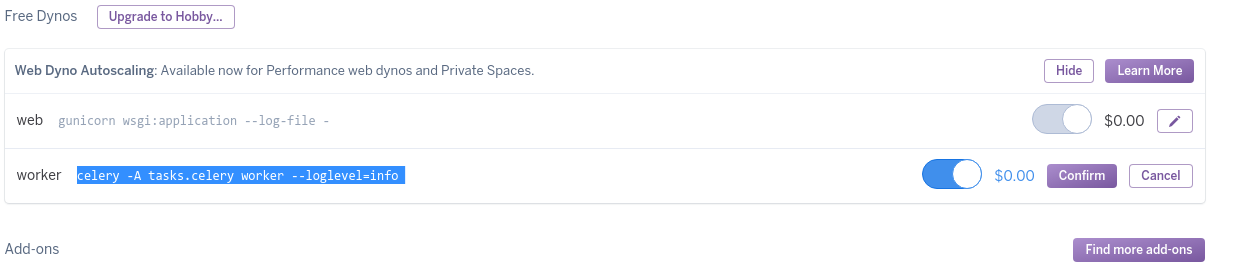 Free Dynos Upgrade to Hobby...
Web Dyno Autoscaling: Available now for Performance web dynos and Private Spaces. Hide Learn More
web gunicorn wsgi:application --log-file - $0.00
worker celery -A tasks.celery worker --loglevel=info $0.00 Confirm Cancel
Add-ons Find more add-ons